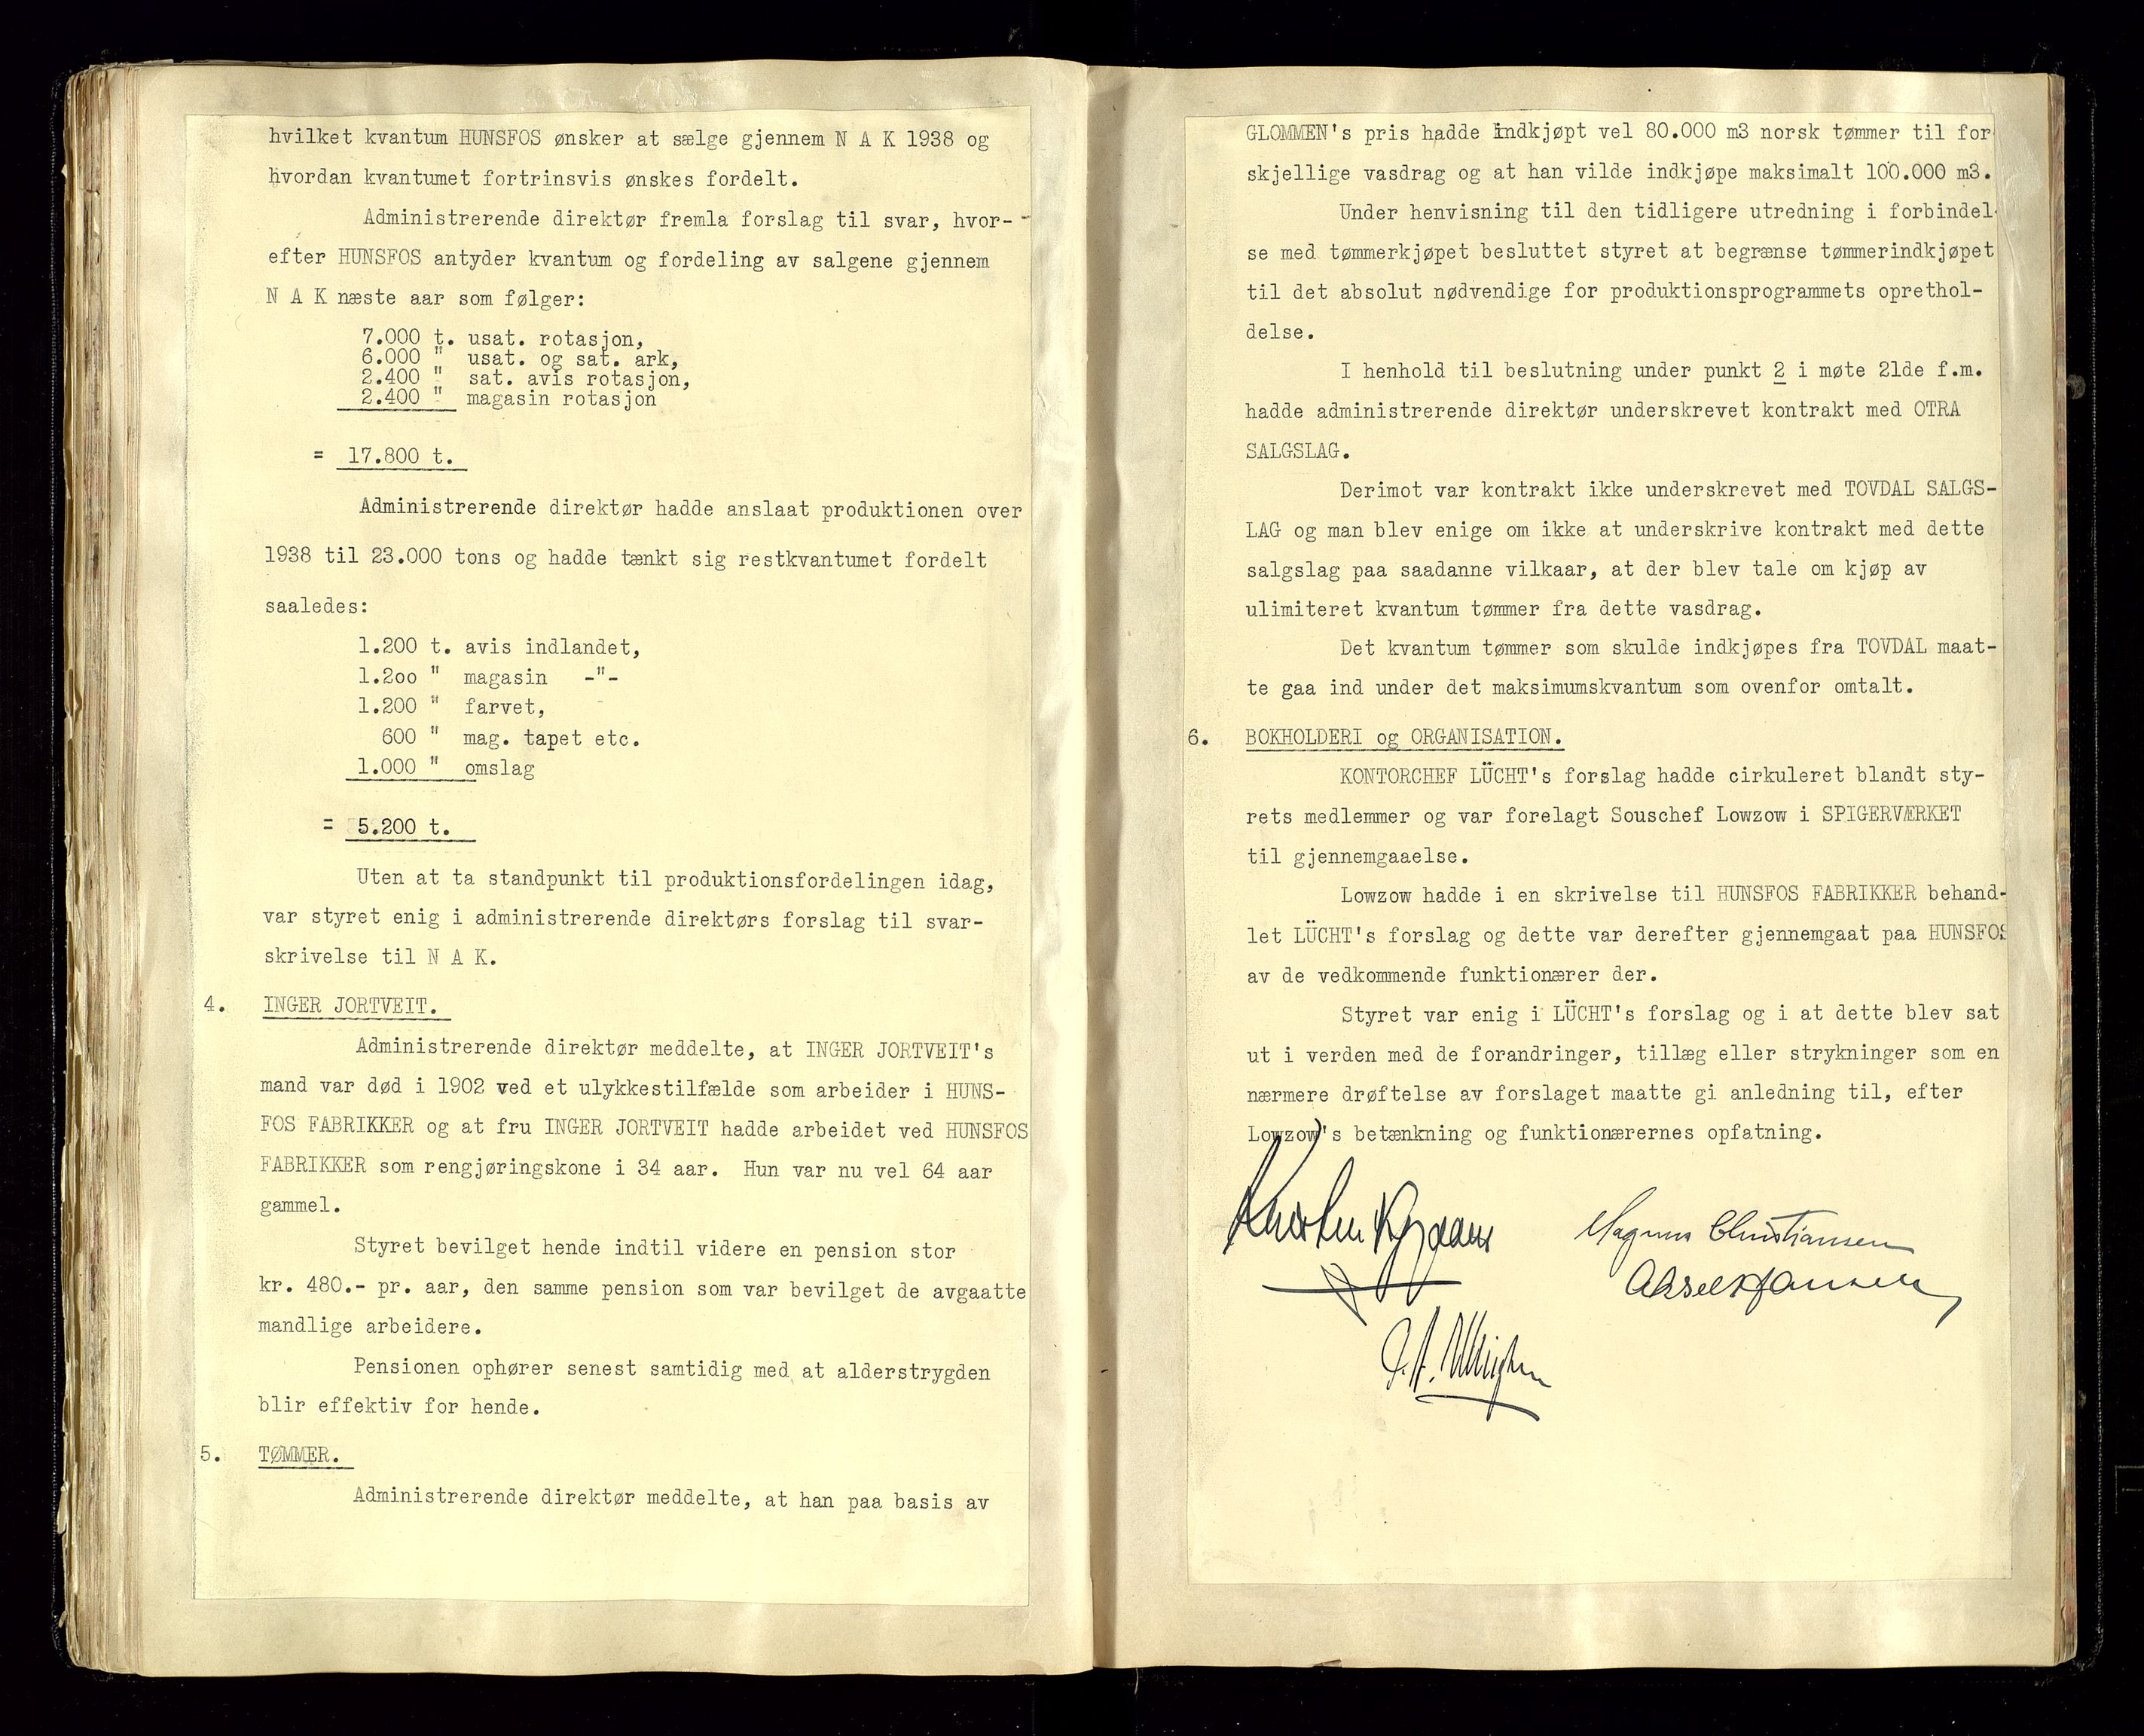 hvilket kvantum HUNSFOS ønsker at sælge gjennem N A K 1938 og
hvordan kvantumet fortrinsvis ønskes fordelt.
Administrerende direktør fremla forslag til svar, hvor-
efter HUNSFOS antyder kvantum og fordeling av salgene gjennem
N A K næste aar som følger:
7.000 t. usat. rotasjon,
6.000 " usat. og sat. ark,
2.400 " sat. avis rotasjon,
2.400 " magasin rotasjon
= 17.800 t.
Administrerende direktør hadde anslaat produktionen over
1938 til 23.000 tons og hadde tænkt sig restkvantumet fordelt
saaledes:
1.200 t. avis indlandet,
1.2oo " magasin -"-
1.200 " farvet,
600 " mag. tapet etc.
1.000 " omslag
= 5.200 t.
Uten at ta standpunkt til produktionsfordelingen idag,
var styret enig i administrerende direktørs forslag til svar-
skrivelse til N A K.
4. INGER JORTVEIT.
Administrerende direktør meddelte, at INGER JORTVEIT's
mand var død i 1902 ved et ulykkestilfælde som arbeider i HUNS-
FOS FABRIKKER og at fru INGER JORTVEIT hadde arbeidet ved HUNSFOS
FABRIKKER som rengjøringskone i 34 aar. Hun var nu vel 64 aar
gammel.
Styret bevilget hende indtil videre en pension stor
kr. 480.- pr. aar, den samme pension som var bevilget de avgaatte
mandlige arbeidere.
Pensionen ophører senest samtidig med at alderstrygden
blir effektiv for hende.
5. TØMMER.
Administrerende direktør meddelte, at han paa basis av
GLOMMEN's pris hadde indkjøpt vel 80.000 m3 norsk tømmer til for
skjellige vasdrag og at han vilde indkjøpe maksimalt 100.000 m3.
Under henvisning til den tidligere utredning i forbindel-
se med tømmerkjøpet besluttet styret at begrænse tømmerindkjøpet
til det absolut nødvendige for produktionsprogrammets oprethol-
delse.
I henhold til beslutning under punkt 2 i møte 21de f.m.
hadde administrerende direktør underskrevet kontrakt med OTRA
SALGSLAG.
Derimot var kontrakt ikke underskrevet med TOVDAL SALGS-
LAG og man blev enige om ikke at underskrive kontrakt med dette
salgslag paa saadanne vilkaar, at der blev tale om kjøp av
ulimiteret kvantum tømmer fra dette vasdrag.
Det kvantum tømmer som skulde indkjøpes fra TOVDAL maat-
te gaa ind under det maksimumskvantum som ovenfor omtalt.
6. BOKHOLDERI og ORGANISATION.
KONTORCHEF LÜCHT's forslag hadde cirkuleret blandt sty-
rets medlemmer og var forelagt Souschef Lowzow i SPIGERVÆRKET
til gjennemgaaelse.
Lowzow hadde i en skrivelse til HUNSFOS FABRIKKER behand-
let LÜCHT's forslag og dette var derefter gjennemgaat paa HUNSFOS
av de vedkommende funktionærer der.
Styret var enig i LÜCHT's forslag og i at dette blev sat
ut i verden med de forandringer, tillæg eller strykninger som en
nærmere drøftelse av forslaget maatte gi anledning til, efter
Lowzow's betænkning og funktionærernes opfatning.
Magnus Christiansen
Aksel Hansen